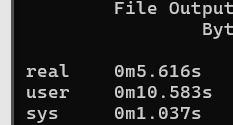 File Output
Byt
real 0m5.616s
user 0m10.583s
sys 0m1.037s